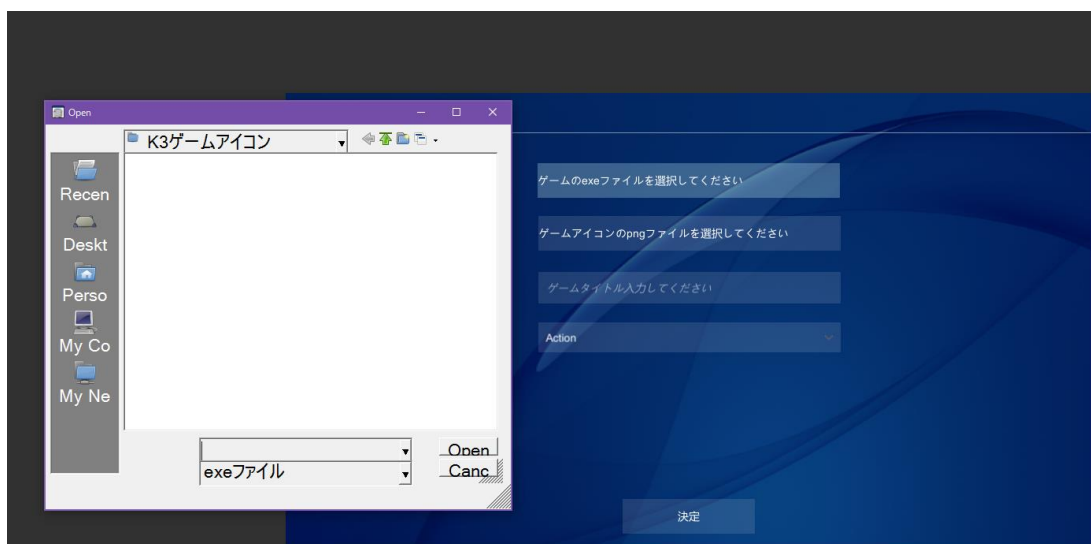 Open
K3ゲームアイコン
Recen
Deskt
Perso
My Co
My Ne
exeファイル
Open
Canc
ゲームのexeファイルを選択してください
ゲームアイコンのpngファイルを選択してください
ゲームタイトル入力してください
Action
決定